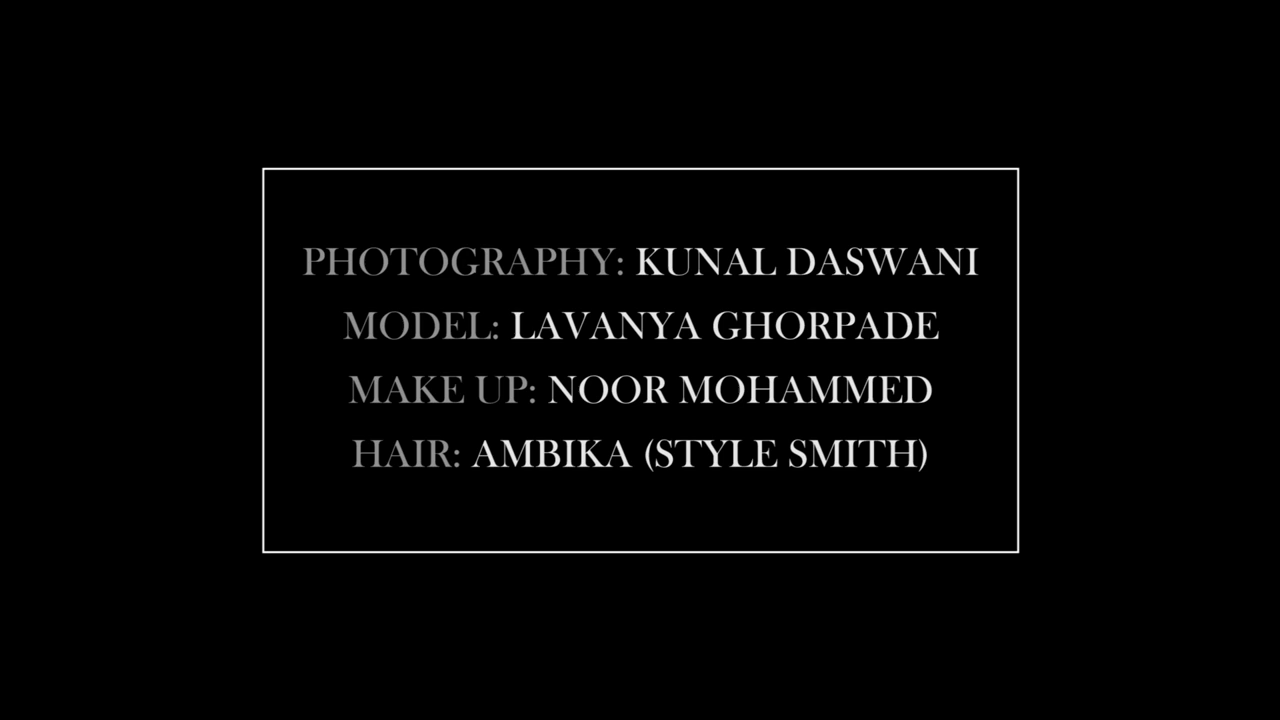 PHOTOGRAPHY: KUNAL DASWANI
MODEL: LAVANYA GHORPADE
MAKE UP: NOOR MOHAMMED
HAIR: AMBIKA (STYLE SMITH)